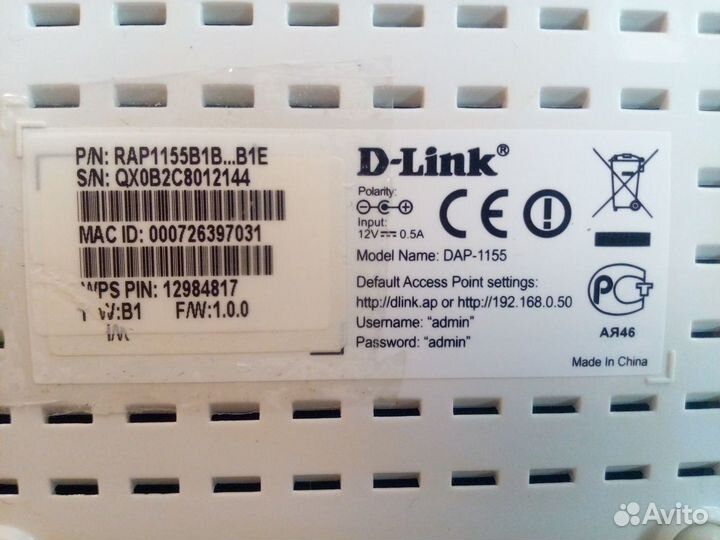 P/N: RAP1155B1B...B1E
S/N: QX0B2C8012144
MAC ID: 000726397031
WPS PIN: 12984817
H/W:B1 F/W:1.0.0
D-Link®
Polarity:
Input:
12V 0.5A
CE
Model Name: DAP-1155
Default Access Point settings:
http://dlink.ap or http://192.168.0.50
Username: “admin”
Password: “admin”
РСТ
АЯ46
Made In China
Avito